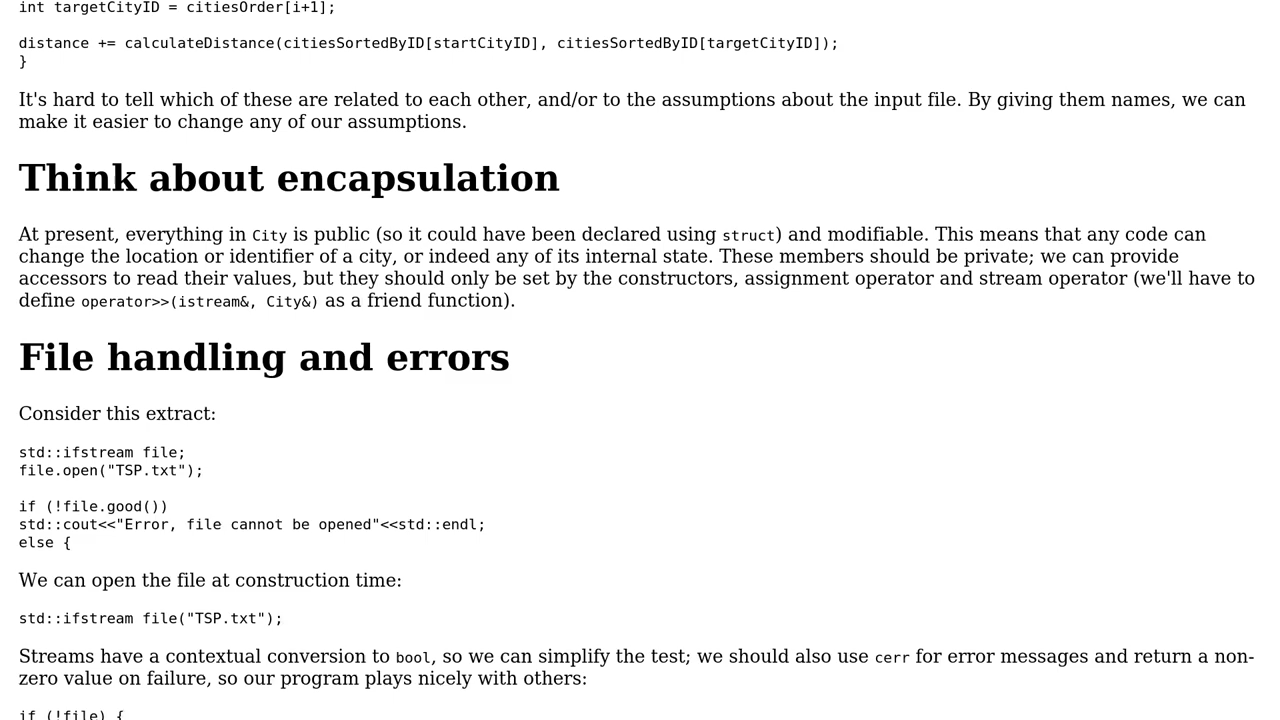 int targetCityID = citiesOrder[i+1];
distance += calculateDistance(citiesSortedByID[startCityID], citiesSortedByID[targetCityID]);
}
It's hard to tell which of these are related to each other, and/or to the assumptions about the input file. By giving them names, we can
make it easier to change any of our assumptions.
Think about encapsulation
At present, everything in City is public (so it could have been declared using struct) and modifiable. This means that any code can
change the location or identifier of a city, or indeed any of its internal state. These members should be private; we can provide
accessors to read their values, but they should only be set by the constructors, assignment operator and stream operator (we'll have to
define operator>>(istream&, City&) as a friend function).
File handling and errors
Consider this extract:
std::ifstream file;
file.open("TSP.txt");
if (!file.good())
std::cout<<"Error, file cannot be opened"<<std::endl;
else {
We can open the file at construction time:
std::ifstream file("TSP.txt");
Streams have a contextual conversion to bool, so we can simplify the test; we should also use cerr for error messages and return a non-
zero value on failure, so our program plays nicely with others:
if (!file) {